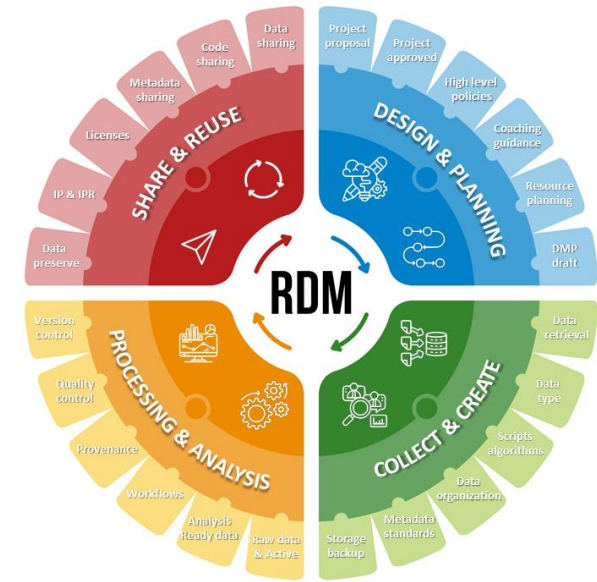 Data
sharing
Code
sharing
Metadata
sharing
Licenses
IP & IPR
Data
preserve
SHARE & REUSE
Project
proposal
Project
approved
High level
policies
Coaching
guidance
Resource
planning
DMP
draft
DESIGN & PLANNING
RDM
Version
control
Quality
control
Provenance
Workflows
Analysis
Ready data
Raw data
& Active
PROCESSING & ANALYSIS
Data
retrieval
Data
type
Scripts
algorithms
Data
organization
Metadata
standards
Storage
backup
COLLECT & CREATE